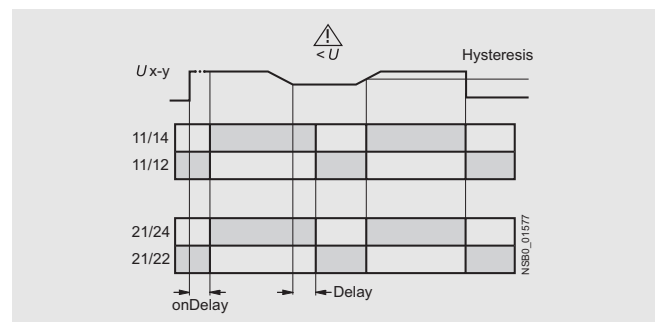 < U
Hysteresis
U x-y
11/14
11/12
21/24
21/22
NSB0_01577
onDelay
Delay